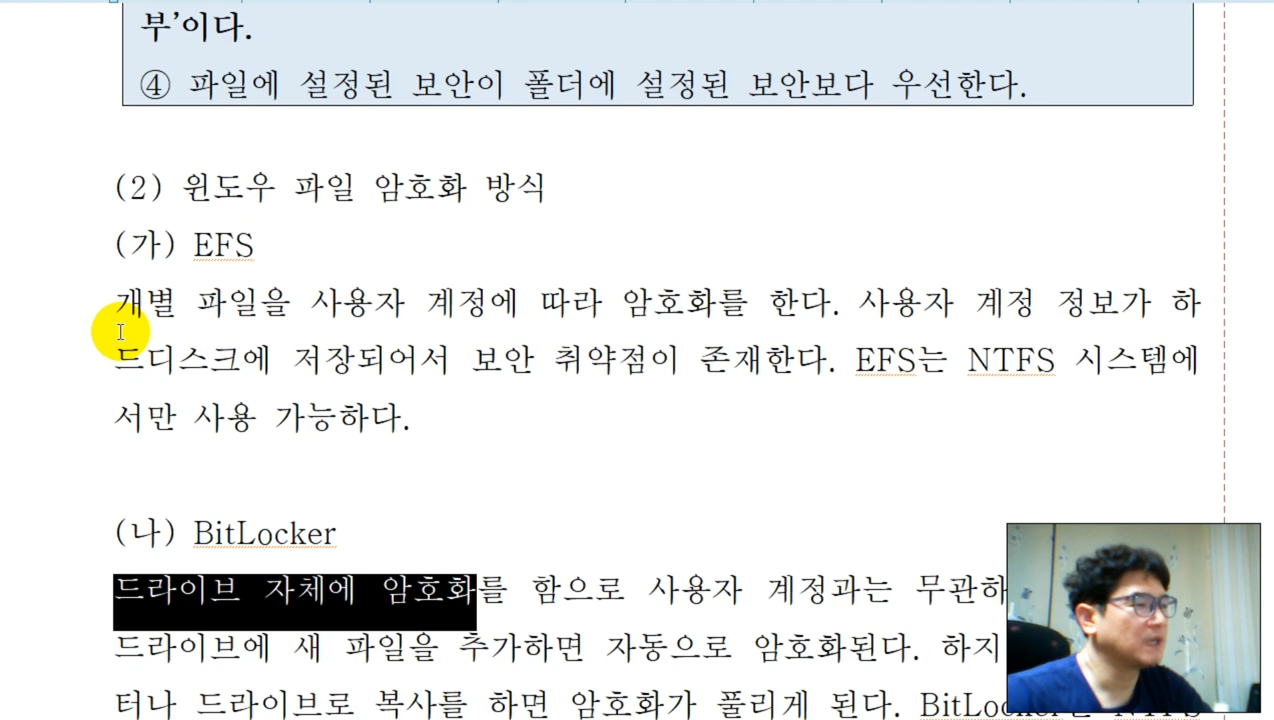 부’이다.
④ 파일에 설정된 보안이 폴더에 설정된 보안보다 우선한다.
(2) 윈도우 파일 암호화 방식
(가) EFS
개별 파일을 사용자 계정에 따라 암호화를 한다. 사용자 계정 정보가 하
드디스크에 저장되어서 보안 취약점이 존재한다. EFS는 NTFS 시스템에
서만 사용 가능하다.
(나) BitLocker
드라이브 자체에 암호화를 함으로 사용자 계정과는 무관하
드라이브에 새 파일을 추가하면 자동으로 암호화된다. 하지
터나 드라이브로 복사를 하면 암호화가 풀리게 된다.